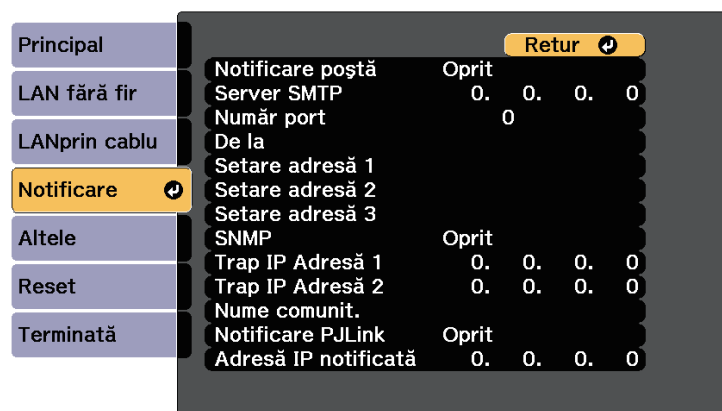 Principal
LAN fără fir
LANprin cablu
Notificare
Altele
Reset
Terminată
Retur
Notificare poştă Oprit
Server SMTP 0. 0. 0. 0
Număr port 0
De la
Setare adresă 1
Setare adresă 2
Setare adresă 3
SNMP Oprit
Trap IP Adresă 1 0. 0. 0. 0
Trap IP Adresă 2 0. 0. 0. 0
Nume comunit.
Notificare PJLink Oprit
Adresă IP notificată 0. 0. 0. 0